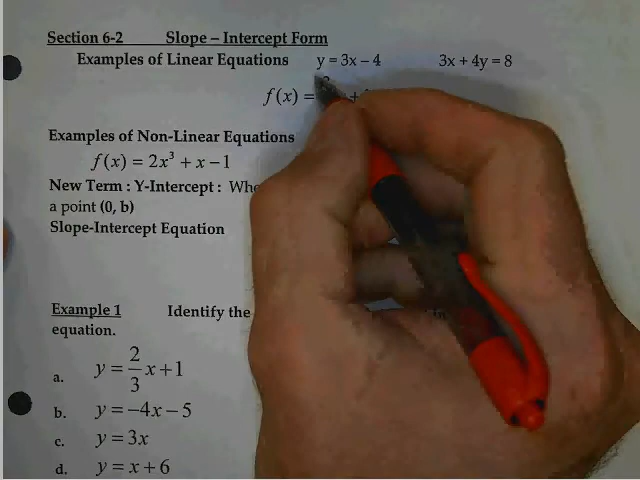 Section 6-2 Slope – Intercept Form
Examples of Linear Equations y = 3x – 4 3x + 4y = 8
f(x) =
Examples of Non-Linear Equations
f(x) = 2x³ + x − 1
New Term : Y-Intercept :
a point (0, b)
Slope-Intercept Equation
Example 1 Identify the
equation.
a. y = 2/3 x + 1
b. y = −4x − 5
c. y = 3x
d. y = x + 6